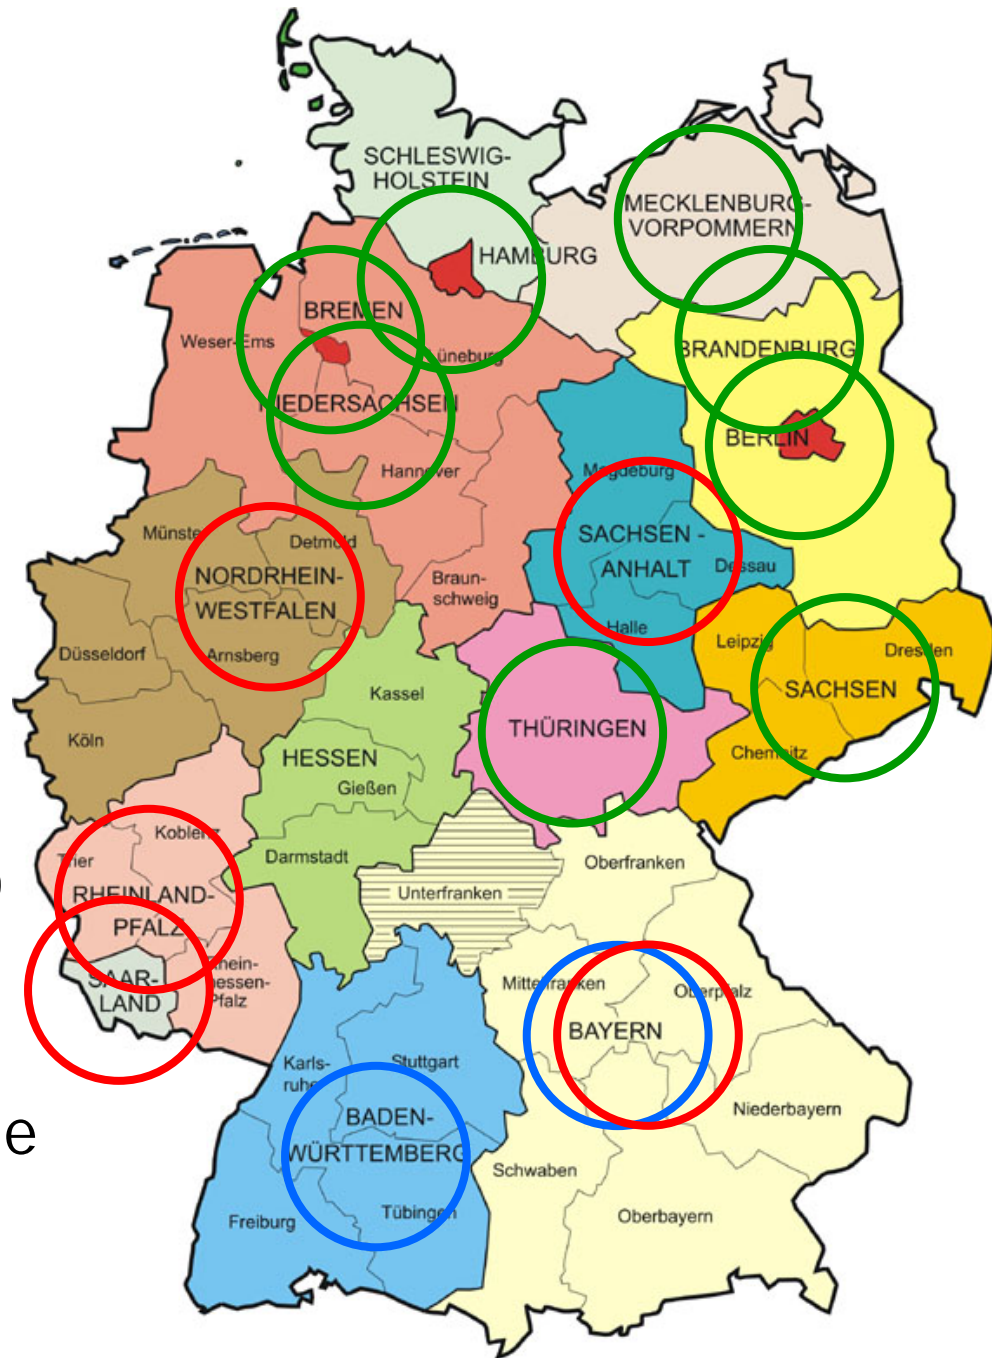 SCHLESWIG-
HOLSTEIN
MECKLENBURG-
VORPOMMERN
HAMBURG
BREMEN
Weser-Ems
üneburg
BRANDENBURG
NIEDERSACHSEN
BERLIN
Hannover
Magdeburg
Münste
Detmold
SACHSEN -
ANHALT
Dessau
NORDRHEIN-
WESTFALEN
Braun-
schweig
Halle
Leipzig
Dresden
Düsseldorf
Arnsberg
Kassel
SACHSEN
THÜRINGEN
Köln
HESSEN
Gießen
Chemnitz
Koblenz
Trier
Darmstadt
Oberfranken
RHEINLAND-
PFALZ
Unterfranken
Rhein-
hessen-
Pfalz
SAAR-
LAND
Mittelfranken
Oberpfalz
BAYERN
Karls-
ruhe
Stuttgart
Niederbayern
e
BADEN-
WÜRTTEMBERG
Schwaben
Freiburg
Tübingen
Oberbayern